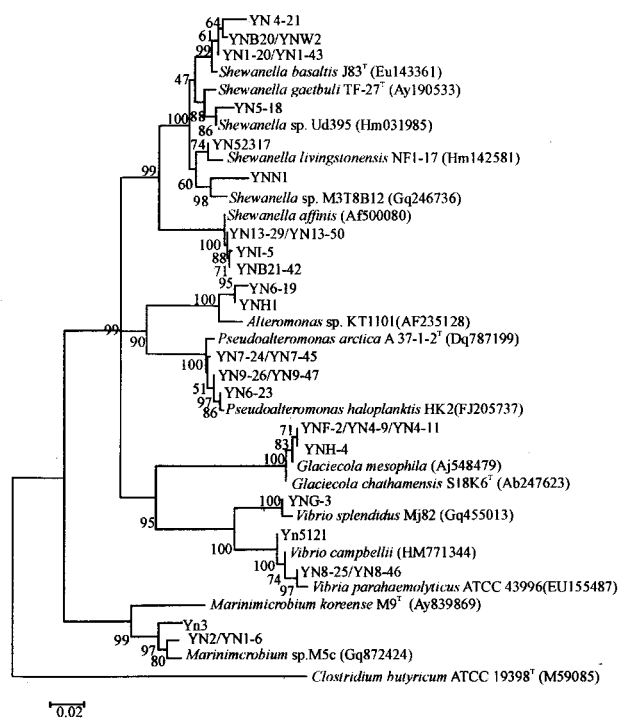 64
YN 4-21
61
YNB20/YNW2
99
YN1-20/YN1-43
Shewanella basaltis J83T (Eu143361)
47
Shewanella gaetbuli TF-27T (Ay190533)
88
YN5-18
100
86
Shewanella sp. Ud395 (Hm031985)
74
YN52317
Shewanella livingstonensis NF1-17 (Hm142581)
99
60
YNN1
98
Shewanella sp. M3T8B12 (Gq246736)
Shewanella affinis (Af500080)
YN13-29/YN13-50
100
YNI-5
88
71
YNB21-42
95
YN6-19
100
YNH1
99
Alteromonas sp. KT1101(AF235128)
90
Pseudoalteromonas arctica A 37-1-2T (Dq787199)
100
YN7-24/YN7-45
YN9-26/YN9-47
51
YN6-23
97
86
Pseudoalteromonas haloplanktis HK2(FJ205737)
71
YNF-2/YN4-9/YN4-11
83
YNH-4
100
Glaciecola mesophila (Aj548479)
Glaciecola chathamensis S18K6T (Ab247623)
100
YNG-3
95
Vibrio splendidus Mj82 (Gq455013)
Yn5121
100
Vibrio campbellii (HM771344)
100
YN8-25/YN8-46
74
97
Vibria parahaemolyticus ATCC 43996(EU155487)
Marinimicrobium koreense M9T (Ay839869)
Yn3
99
YN2/YN1-6
97
80
Marinimcrobium sp.M5c (Gq872424)
Clostridium butyricum ATCC 19398T (M59085)
0.02